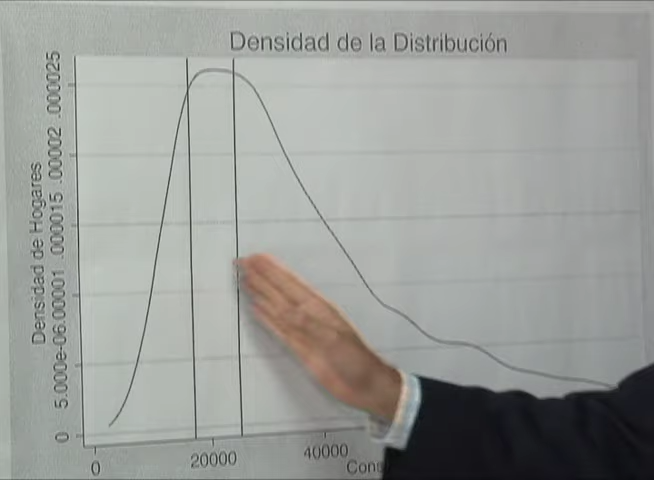 Densidad de la Distribución
Densidad de Hogares
0 5.000e-06.00001 .000015 .00002 .000025
0 20000 40000
Cons